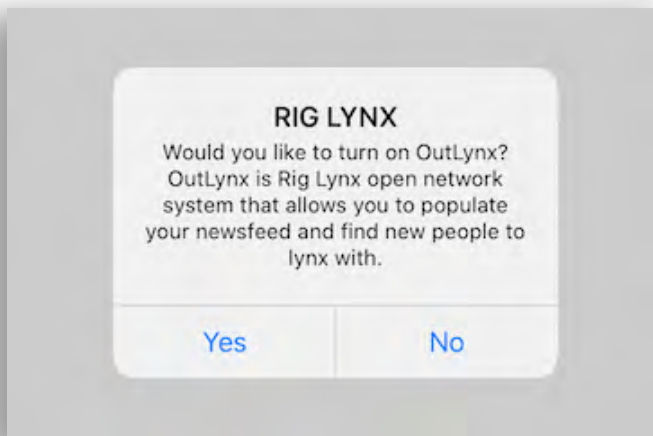 RIG LYNX
Would you like to turn on OutLynx?
OutLynx is Rig Lynx open network
system that allows you to populate
your newsfeed and find new people to
lynx with.
Yes
No